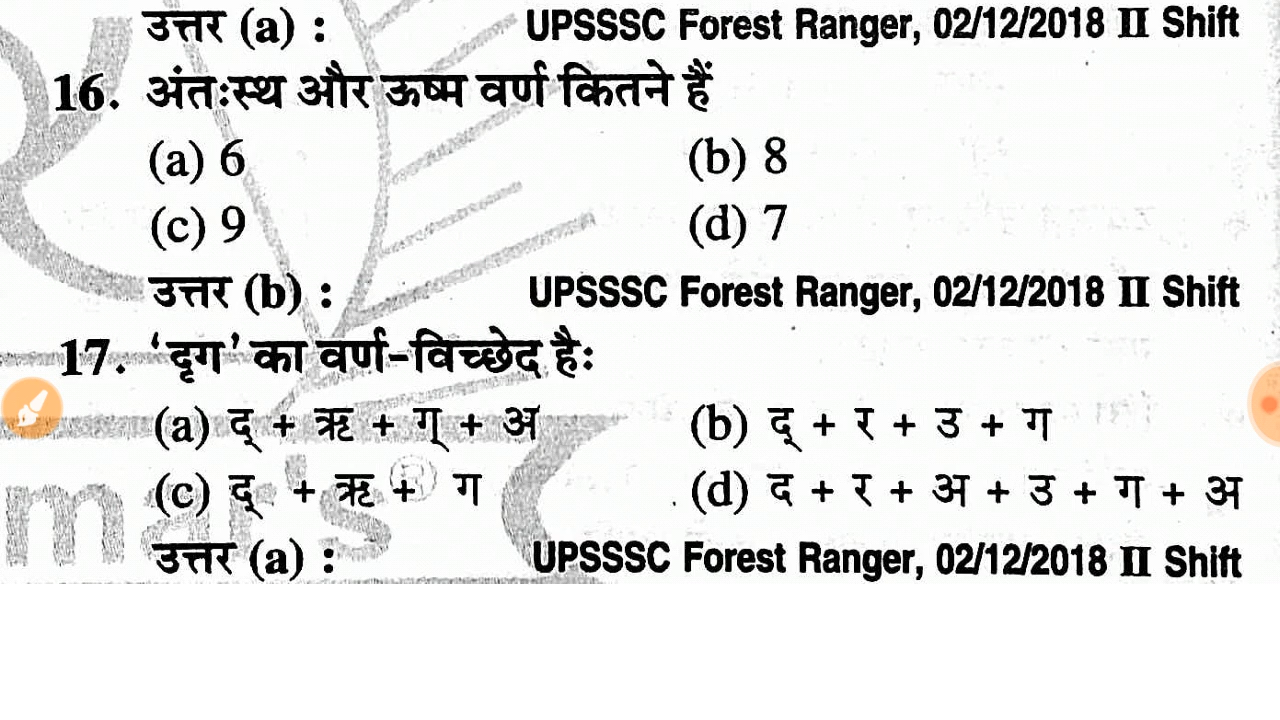 उत्तर (a) : UPSSSC Forest Ranger, 02/12/2018 II Shift
16. अंतःस्थ और ऊष्म वर्ण कितने हैं
(a) 6 (b) 8
(c) 9 (d) 7
उत्तर (b) : UPSSSC Forest Ranger, 02/12/2018 II Shift
17. ‘दृग’ का वर्ण-विच्छेद है:
(a) द् + ऋ + ग् + अ (b) द् + र + उ + ग
(c) द् + ऋ + ग (d) द + र + अ + उ + ग + अ
mar's
उत्तर (a) : UPSSSC Forest Ranger, 02/12/2018 II Shift